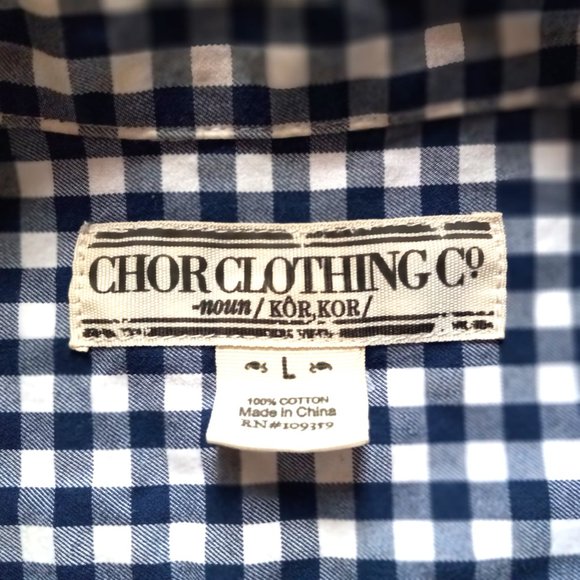 CHOR CLOTHING Cº
-noun/KÔR,KOR/
L
100% COTTON
Made in China
RN#109359